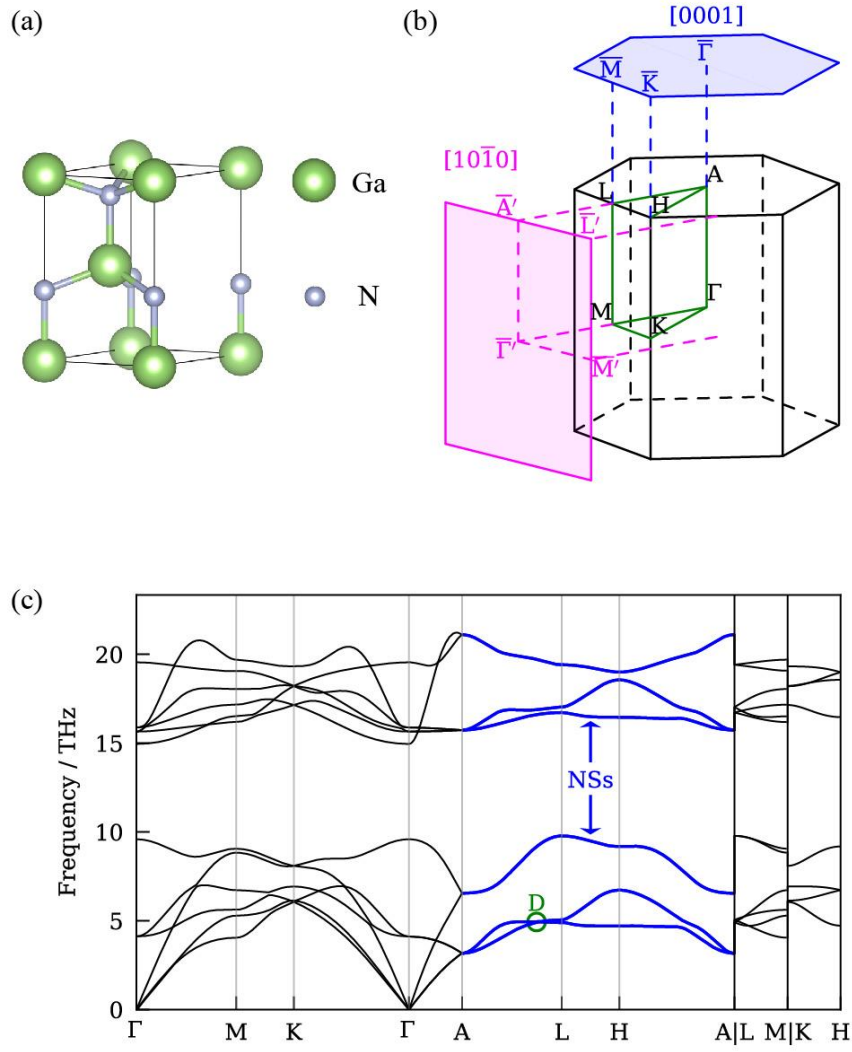 (a)
Ga
N
(b)
[0001]
M̅
K̅
Γ̅
[101̅0]
A̅′
L̅′
L
H
A
M
K
Γ
Γ̅′
M̅′
(c)
Frequency / THz
20
15
10
5
0
NSs
D
Γ M K Γ A L H A|L M|K H